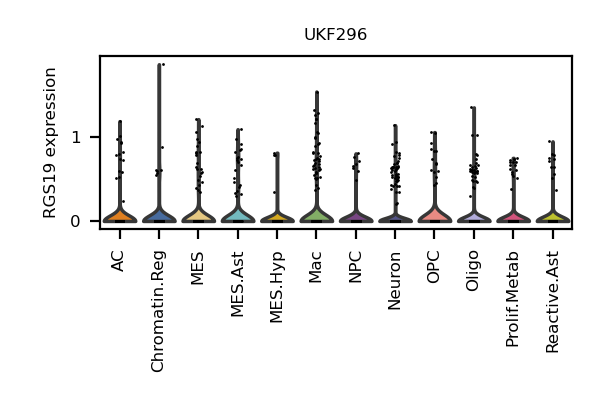 UKF296
RGS19 expression
1
0
AC
Chromatin.Reg
MES
MES.Ast
MES.Hyp
Mac
NPC
Neuron
OPC
Oligo
Prolif.Metab
Reactive.Ast